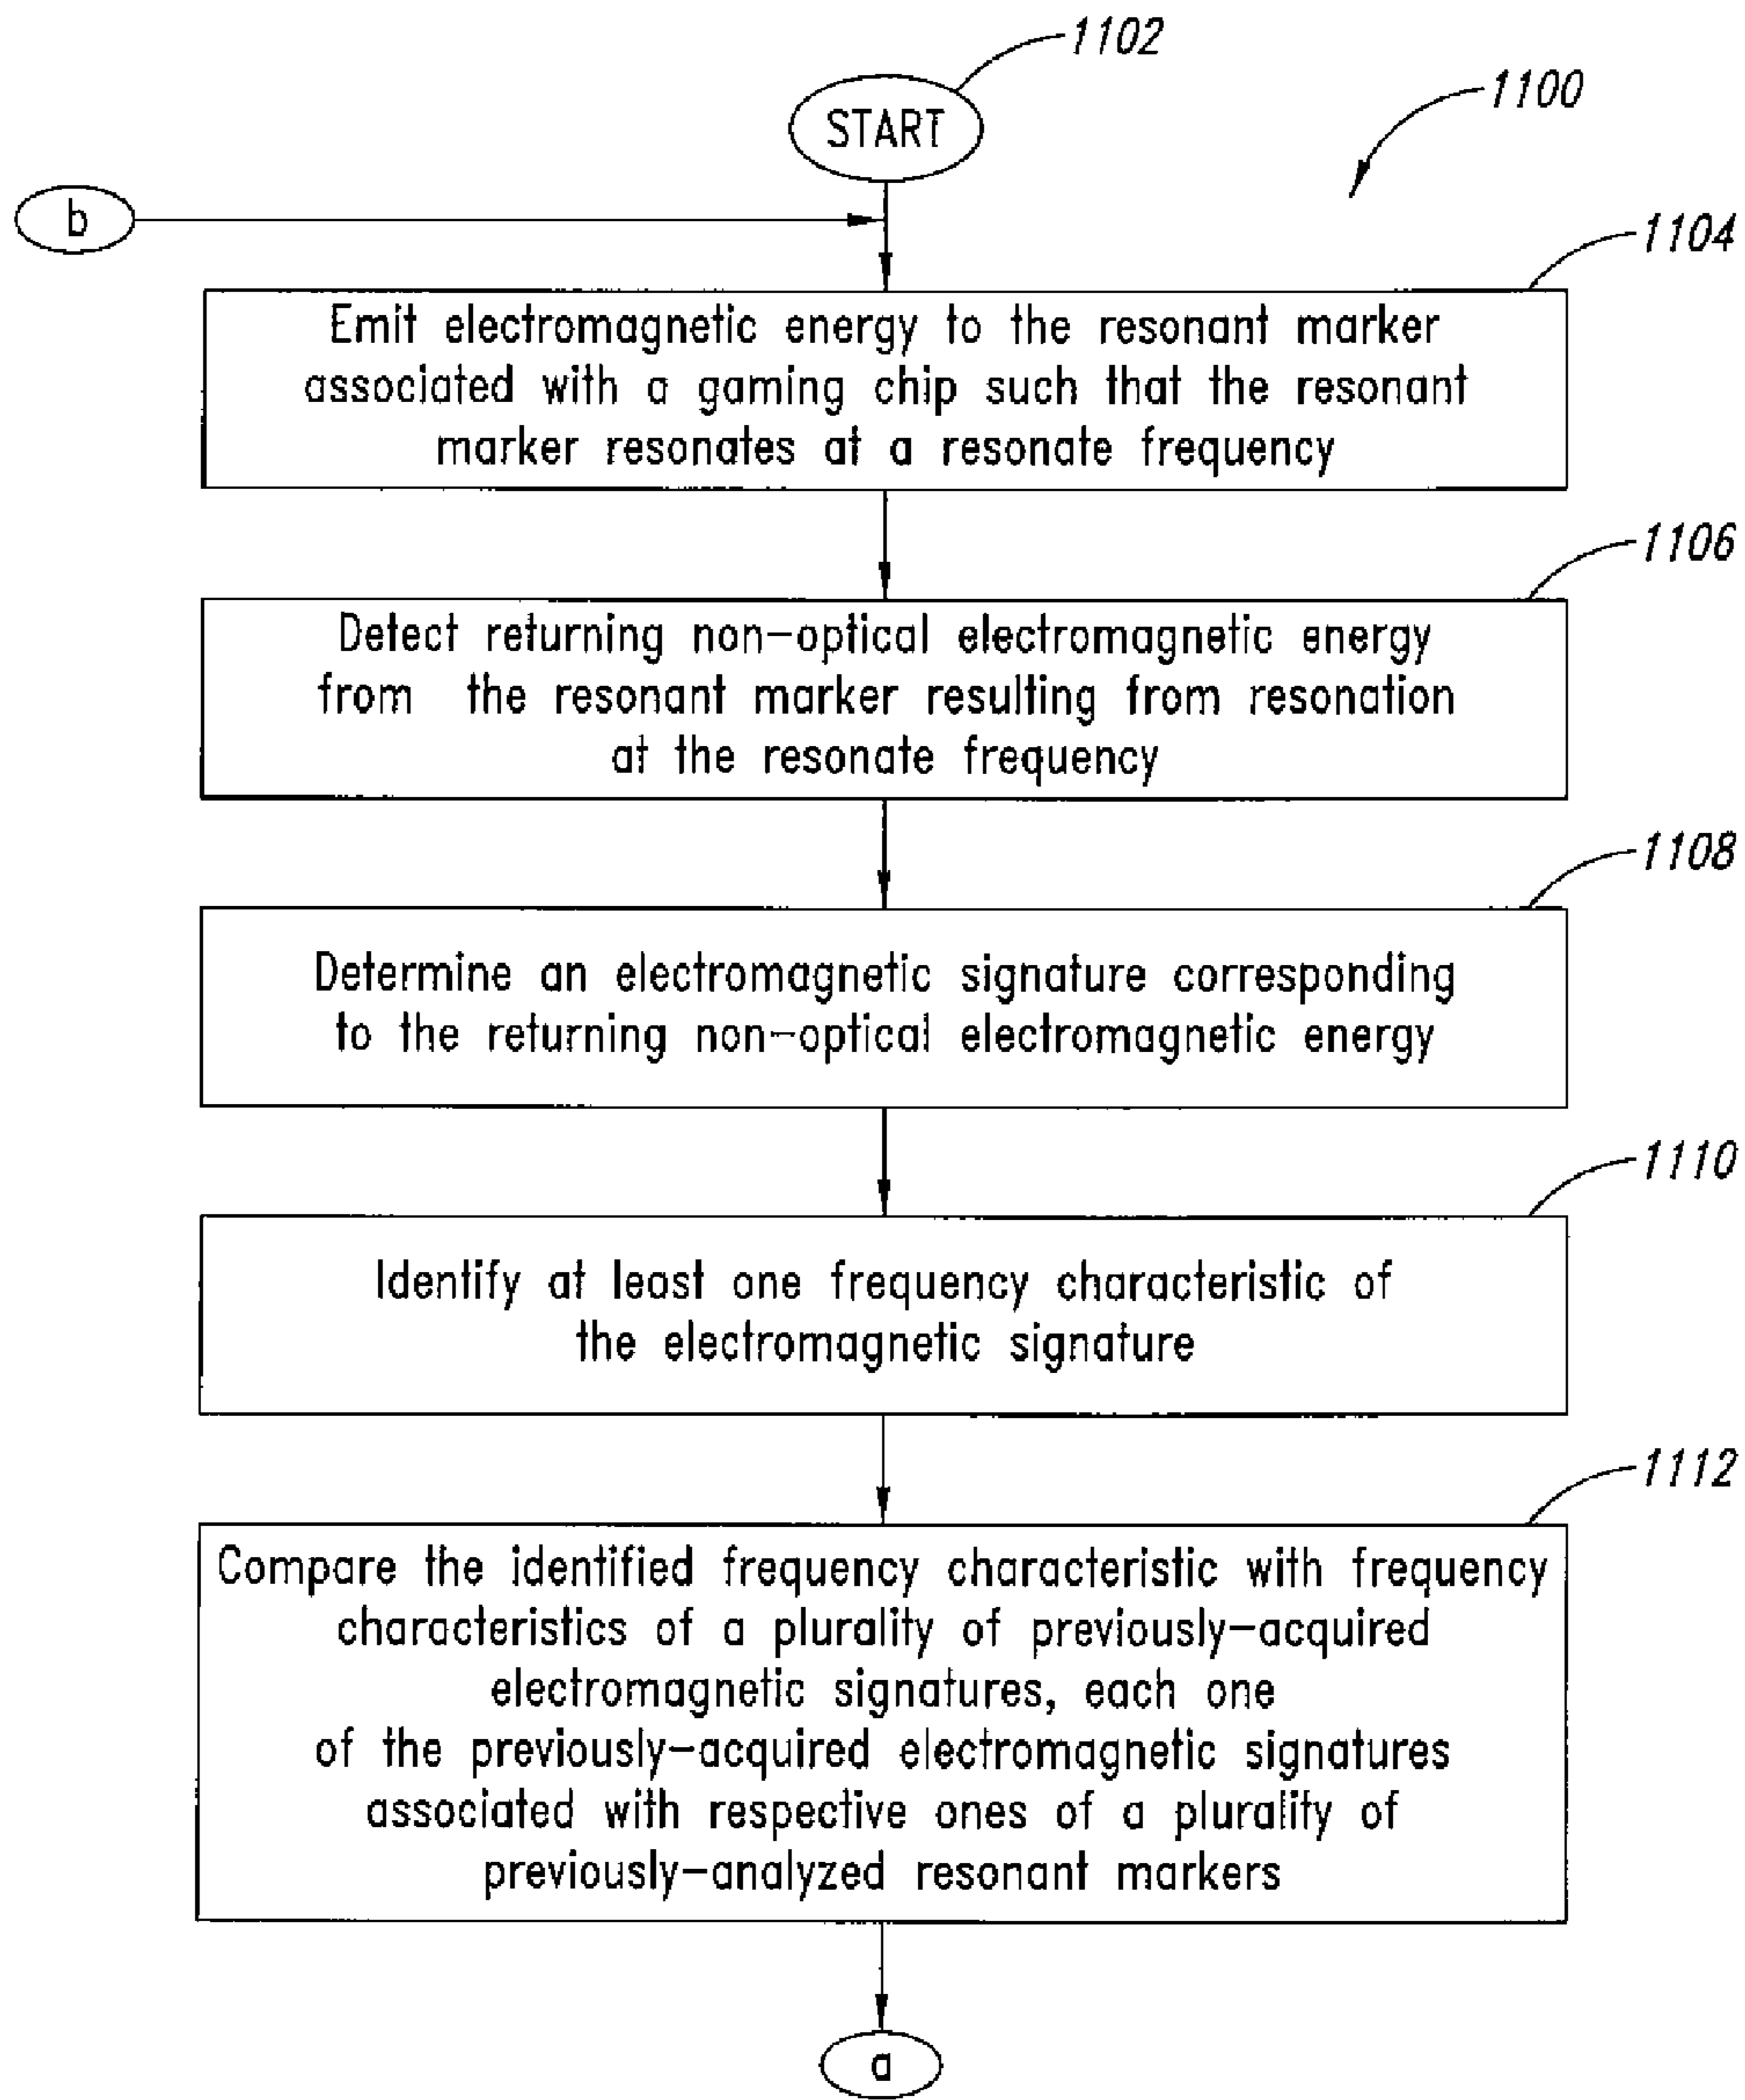 1102
START
1100
b
1104
Emit electromagnetic energy to the resonant marker
associated with a gaming chip such that the resonant
marker resonates at a resonate frequency
1106
Detect returning non-optical electromagnetic energy
from the resonant marker resulting from resonation
at the resonate frequency
1108
Determine an electromagnetic signature corresponding
to the returning non-optical electromagnetic energy
1110
Identify at least one frequency characteristic of
the electromagnetic signature
1112
Compare the identified frequency characteristic with frequency
characteristics of a plurality of previously-acquired
electromagnetic signatures, each one
of the previously-acquired electromagnetic signatures
associated with respective ones of a plurality of
previously-analyzed resonant markers
a